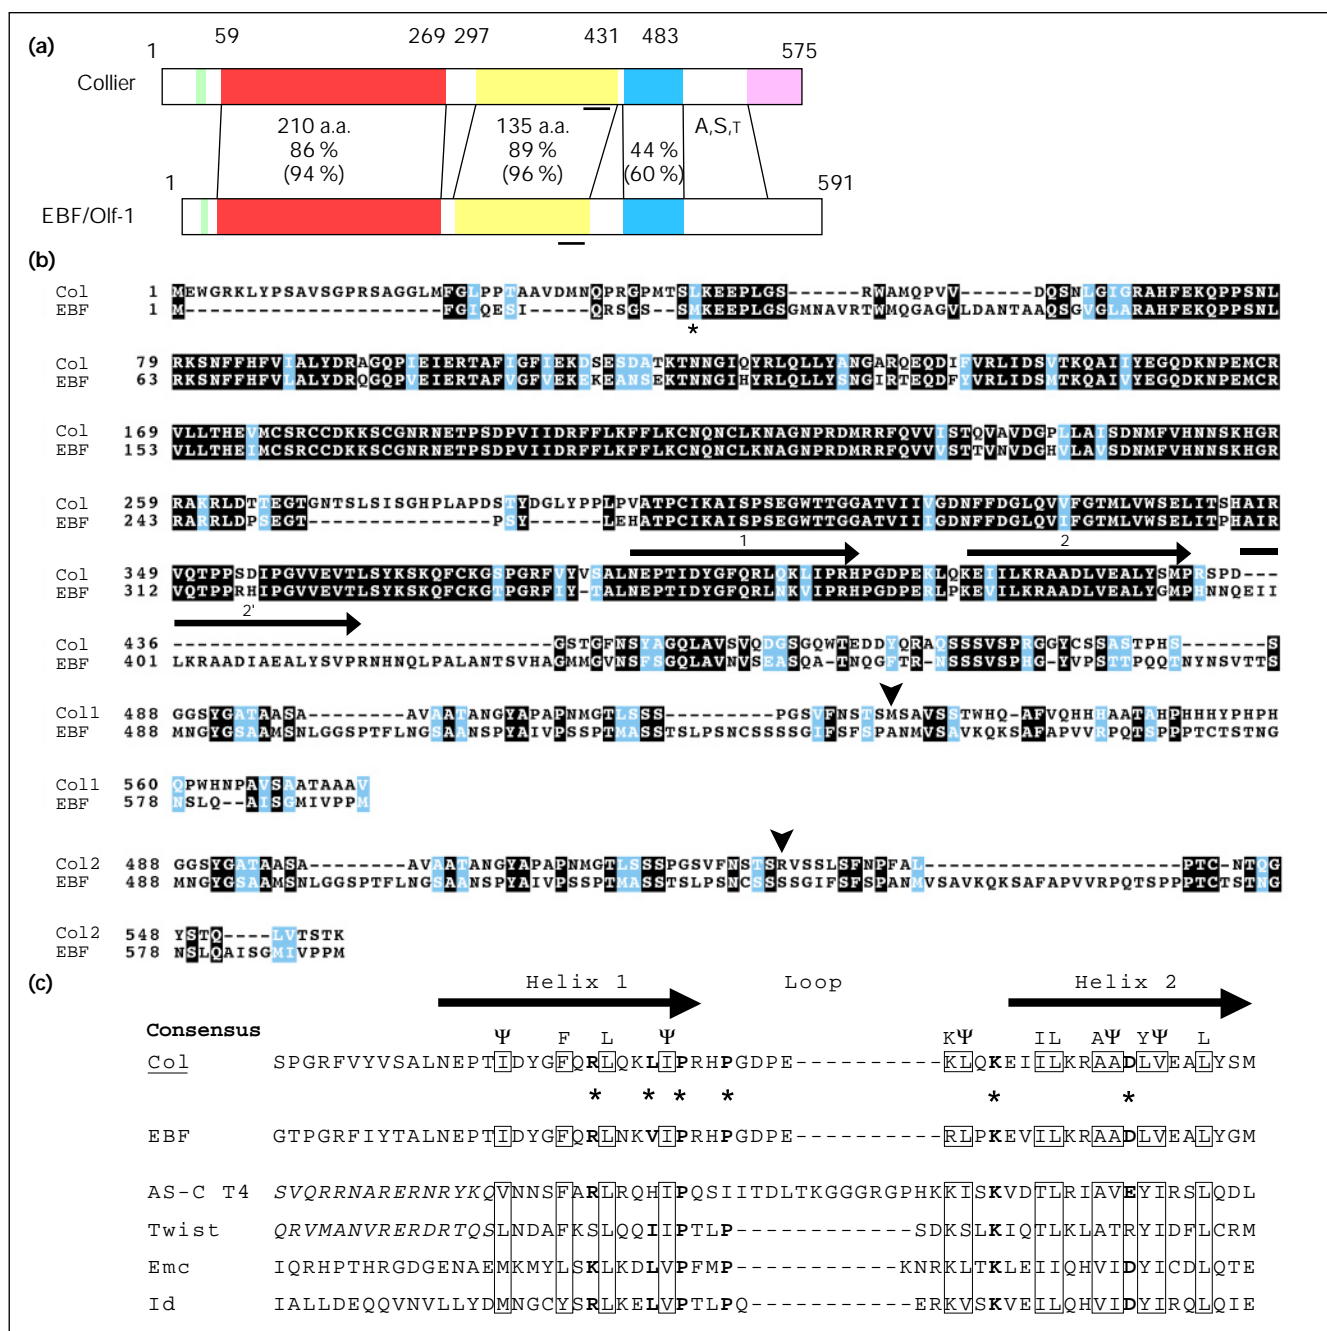 (a)
1 59 269 297 431 483 575
Collier
210 a.a. 135 a.a. A,S,T
86 % 89 % 44 %
(94 %) (96 %) (60 %)
1 591
EBF/Olf-1
(b)
Col 1 MEWGRKLYPSAVSGPRSAGGLMFGLPPTAAVDMNQPRGPMTSLKEEPLGS------RWAMQPVV------DQSNLGIGRAHFEKQPPSNL
EBF 1 M---------------------FGIQESI----QRSGS--SMKEEPLGSGMNAVRTWMQGAGVLDANTAAQSGVGLARAHFEKQPPSNL
*
Col 79 RKSNFFHFVIALYDRAGQPIEIERTAFIGFIEKDSESDATKTNNGIQYRLQLLYANGARQEQDIFVRLIDSVTKQAIIYEGQDKNPEMCR
EBF 63 RKSNFFHFVLALYDRQGQPVEIERTAFVGFVEKEKEANSEKTNNGIHYRLQLLYSNGIRTEQDFYVRLIDSMTKQAIVYEGQDKNPEMCR
Col 169 VLLTHEVMCSRCCDKKSCGNRNETPSDPVIIDRFFLKFFLKCNQNCLKNAGNPRDMRRFQVVISTQVAVDGPLLAISDNMFVHNNSKHGR
EBF 153 VLLTHEIMCSRCCDKKSCGNRNETPSDPVIIDRFFLKFFLKCNQNCLKNAGNPRDMRRFQVVVSTTVNVDGHVLAVSDNMFVHNNSKHGR
Col 259 RAKRLDTTEGTGNTSLSISGHPLAPDSTYDGLYPPLPVATPCIKAISPSEGWTTGGATVIIVGDNFFDGLQVVFGTMLVWSELITSHAIR
EBF 243 RARRLDPSEGT---------------PSY-----LEHATPCIKAISPSEGWTTGGATVIIIGDNFFDGLQVIFGTMLVWSELITPHAIR
1 2
Col 349 VQTPPSDIPGVVEVTLSYKSKQFCKGSPGRFVYVSALNEPTIDYGFQRLQKLIPRHPGDPEKLQKEIILKRAADLVEALYSMPRSPD---
EBF 312 VQTPPRHIPGVVEVTLSYKSKQFCKGTPGRFIY-TALNEPTIDYGFQRLNKVIPRHPGDPERLPKEVILKRAADLVEALYGMPHNNQEII
2'
Col 436 -------------------------------GSTGFNSYAGQLAVSVQDGSGQWTEDDYQRAQSSSVSPRGGYCSSASTPHS-------S
EBF 401 LKRAADIAEALYSVPRNHNQLPALANTSVHAGMMGVNSFSGQLAVNVSEASQA-TNQGFTR-NSSSVSPHG-YVPSTTPQQTNYNSVTTS
Col1 488 GGSYGATAASA--------AVAATANGYAPAPNMGTLSSS---------PGSVFNSTSMSAVSSTWHQ-AFVQHHHAATAHPHHHYPHPH
EBF 488 MNGYGSAAMSNLGGSPTFLNGSAANSPYAIVPSSPTMASSTSLPSNCSSSSGIFSFSPANMVSAVKQKSAFAPVVRPQTSPPPTCTSTNG
Col1 560 QPWHNPAVSAATAAAV
EBF 578 NSLQ--AISGMIVPPM
Col2 488 GGSYGATAASA--------AVAATANGYAPAPNMGTLSSSPGSVFNSTSRVSSLSFNPFAL---------------------PTC-NTQG
EBF 488 MNGYGSAAMSNLGGSPTFLNGSAANSPYAIVPSSPTMASSTSLPSNCSSSSGIFSFSPANMVSAVKQKSAFAPVVRPQTSPPPTCTSTNG
Col2 548 YSTQ----LVTSTK
EBF 578 NSLQAISGMIVPPM
(c)
Helix 1 Loop Helix 2
Consensus Ψ F L Ψ KΨ IL AΨ YΨ L
Col SPGRFVYVSALNEPTIDYGFQRLQKLIPRHPGDPE----------KLQKEIILKRAADLVEALYSM
* * * * * *
EBF GTPGRFIYTALNEPTIDYGFQRLNKVIPRHPGDPE----------RLPKEVILKRAADLVEALYGM
AS-C T4 SVQRRNARERNRYKQVNNSFARLRQHIPQSIITDLTKGGGRGPHKKISKVDTLRIAVEYIRSLQDL
Twist QRVMANVRERDRTQSLNDAFKSLQQIIPTLP-----------SDKSLKIQTLKLATRYIDFLCRM
Emc IQRHPTHRGDGENAEMKMYLSKLKDLVPFMP----------KNRKLTKLEIIQHVIDYICDLQTE
Id IALLDEQQVNVLLYDMNGCYSRLKELVPTLPQ-----------ERKVSKVEILQHVIDYIRQLQIE